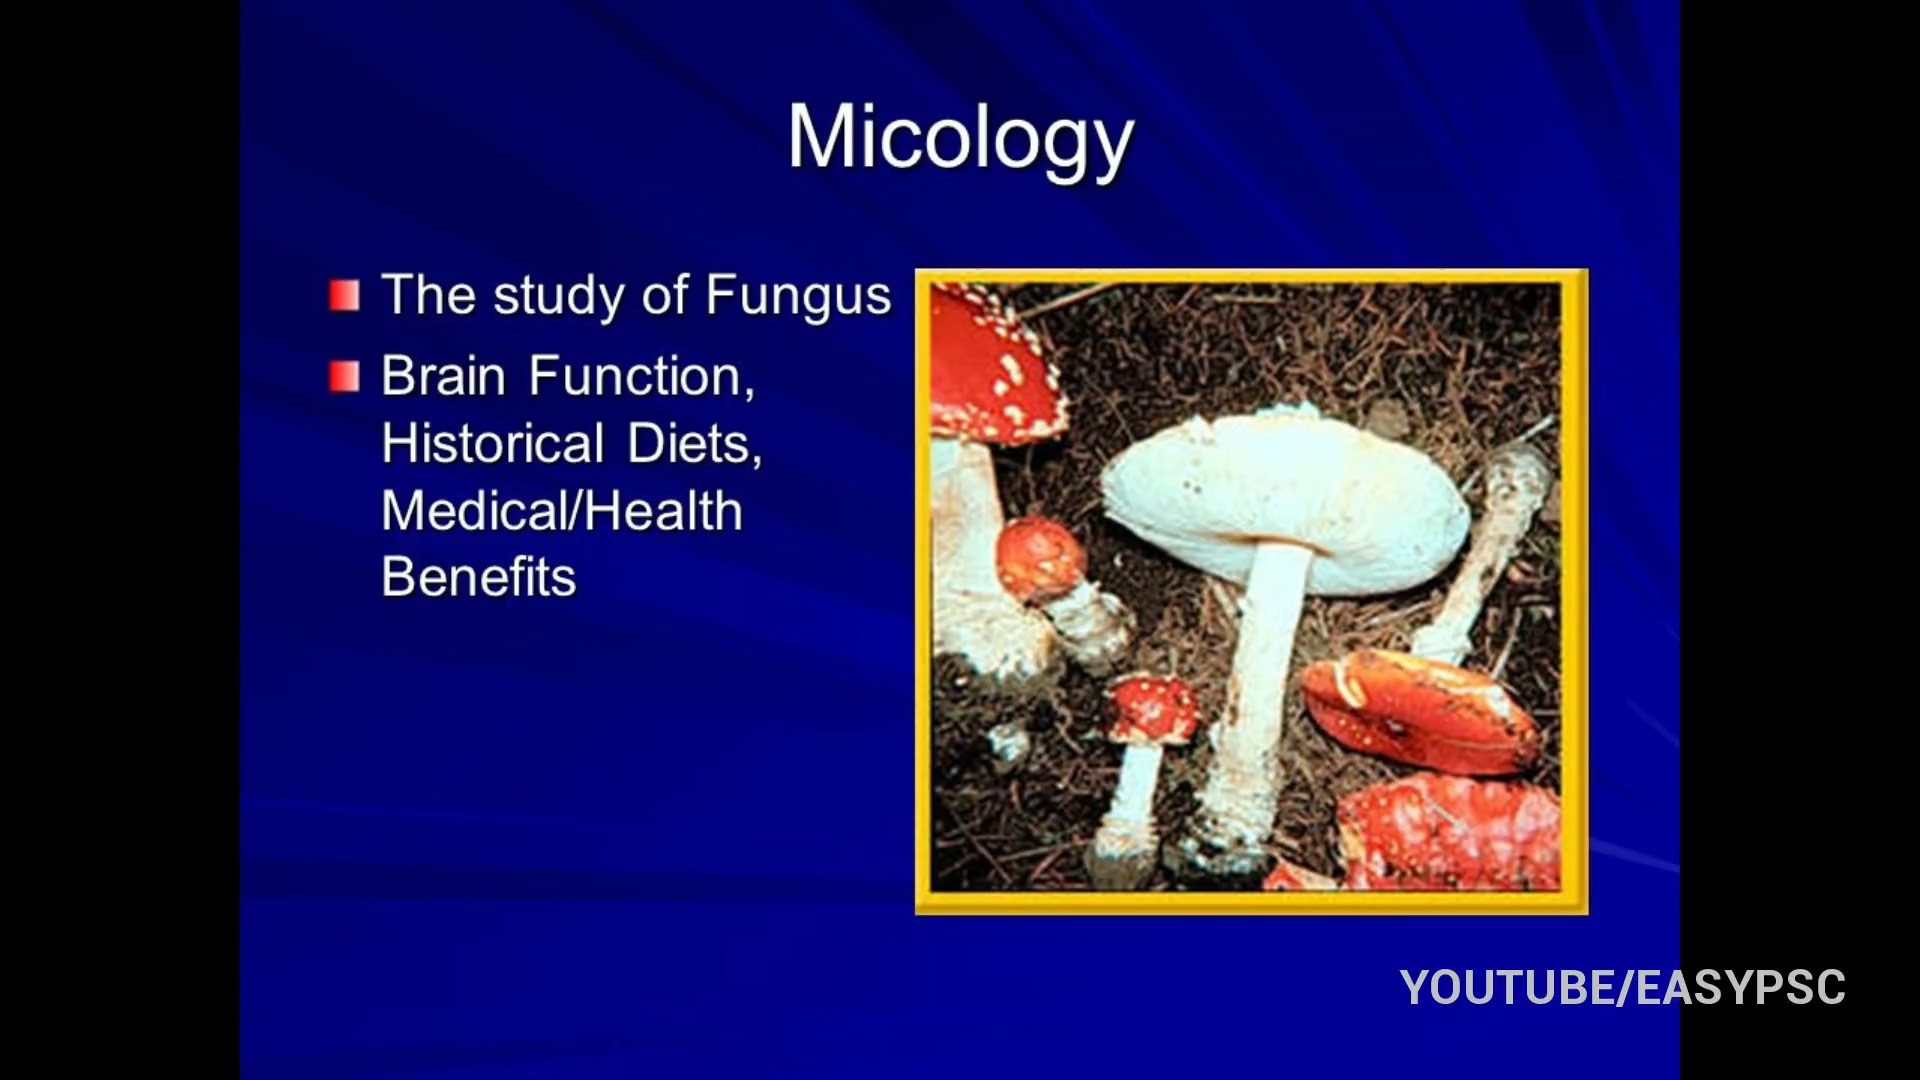 Micology
The study of Fungus
Brain Function,
Historical Diets,
Medical/Health
Benefits
YOUTUBE/EASYPSC